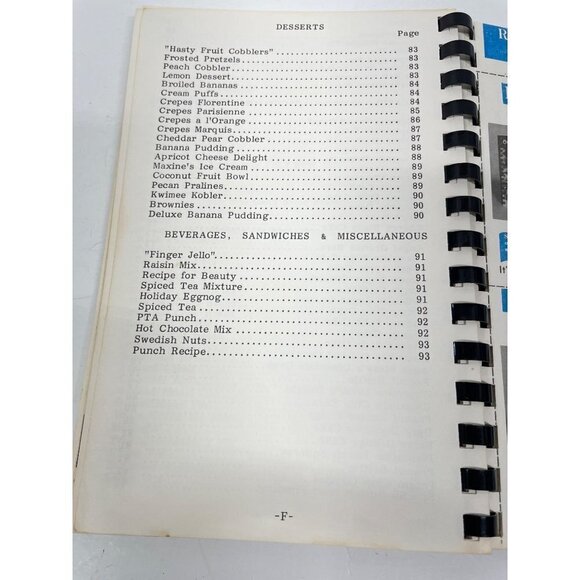 DESSERTS
Page
"Hasty Fruit Cobblers" 83
Frosted Pretzels 83
Peach Cobbler 83
Lemon Dessert 83
Broiled Bananas 84
Cream Puffs 84
Crepes Florentine 84
Crepes Parisienne 85
Crepes a l'Orange 86
Crepes Marquis 87
Cheddar Pear Cobbler 87
Banana Pudding 88
Apricot Cheese Delight 88
Maxine's Ice Cream 89
Coconut Fruit Bowl 89
Pecan Pralines 89
Kwimee Kobler 90
Brownies 90
Deluxe Banana Pudding 90
BEVERAGES, SANDWICHES & MISCELLANEOUS
"Finger Jello" 91
Raisin Mix 91
Recipe for Beauty 91
Spiced Tea Mixture 91
Holiday Eggnog 91
Spiced Tea 92
PTA Punch 92
Hot Chocolate Mix 92
Swedish Nuts 93
Punch Recipe 93
-F-
R
It'